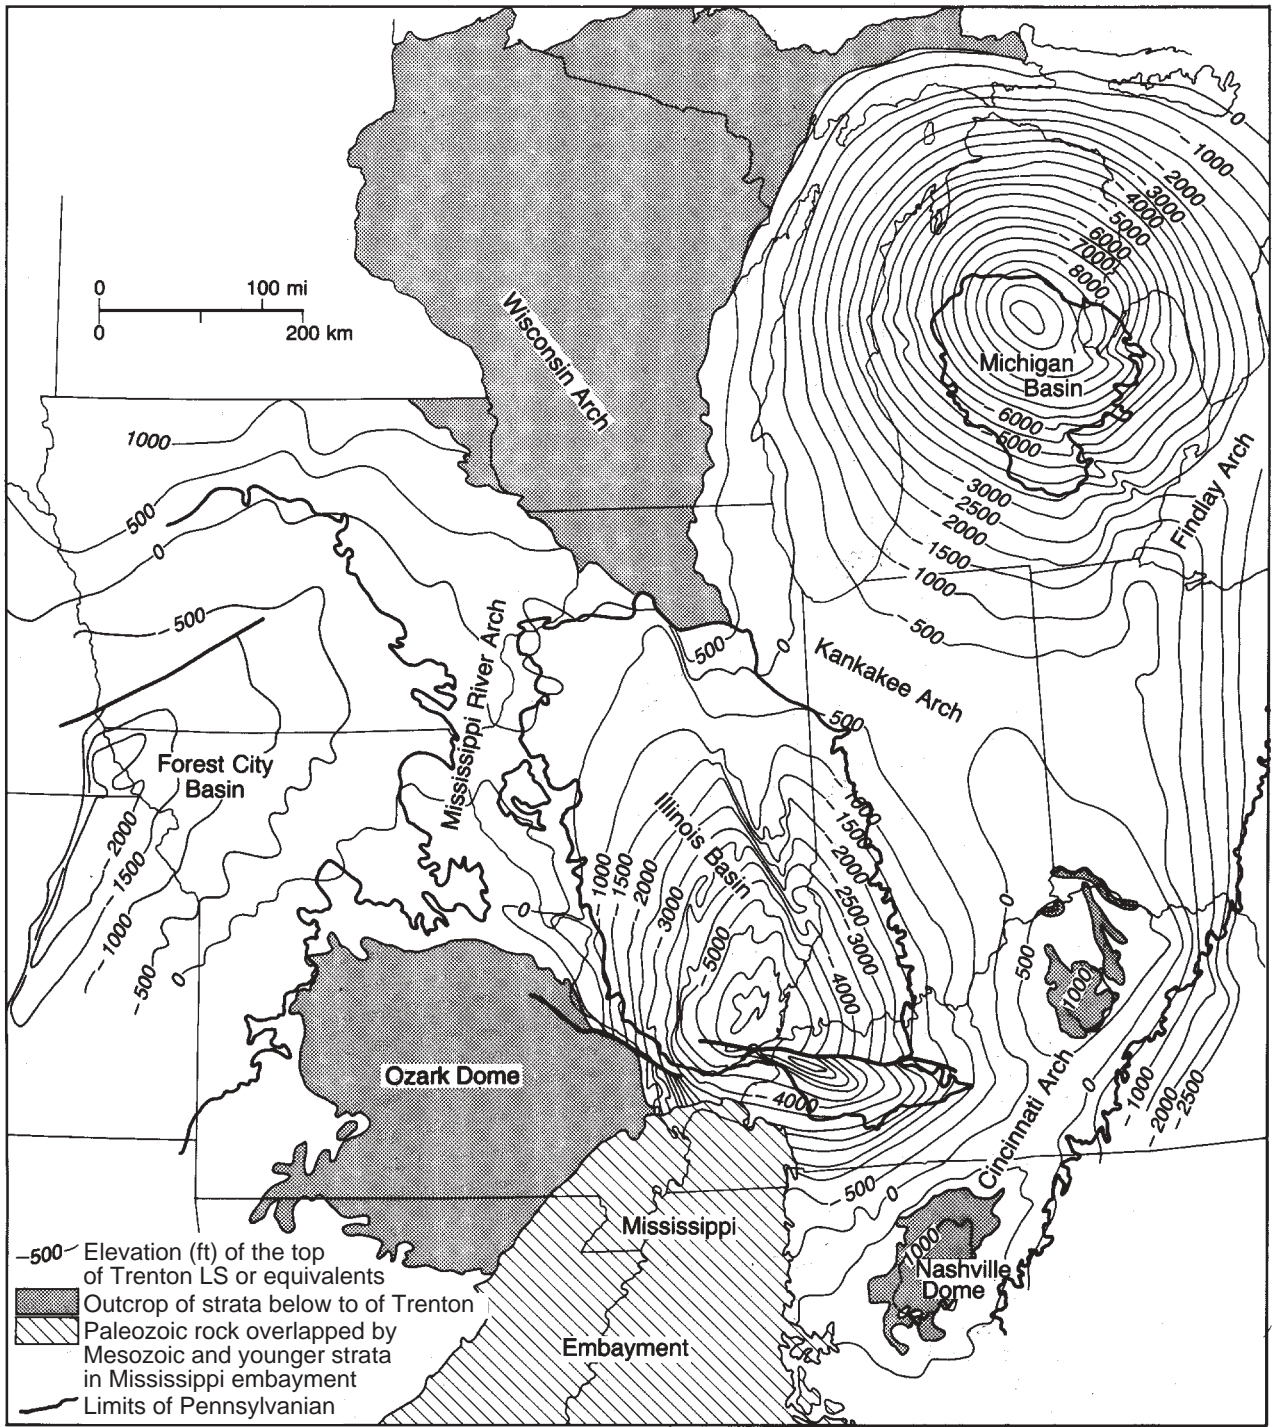 0
-1000
-2000
-3000
-4000
-5000
-6000
-7000
-8000
0 100 mi
0 200 km
Wisconsin Arch
Michigan
Basin
-6000
-5000
-3000
-2500
-2000
-1500
-1000
-500
Findlay Arch
1000
500
0
-500
Mississippi River Arch
-500
0
Kankakee Arch
-500
Forest City
Basin
-2000
-1500
-1000
-500
0
Illinois Basin
-1000
-1500
-2000
-3000
-5000
-1000
-1500
-2000
-2500
-3000
-4000
0
0
500
1000
Ozark Dome
-4000
Cincinnati Arch
0
-1000
-2000
-2500
-500
0
Mississippi
Embayment
1000
Nashville
Dome
-500 Elevation (ft) of the top
of Trenton LS or equivalents
Outcrop of strata below to of Trenton
Paleozoic rock overlapped by
Mesozoic and younger strata
in Mississippi embayment
Limits of Pennsylvanian